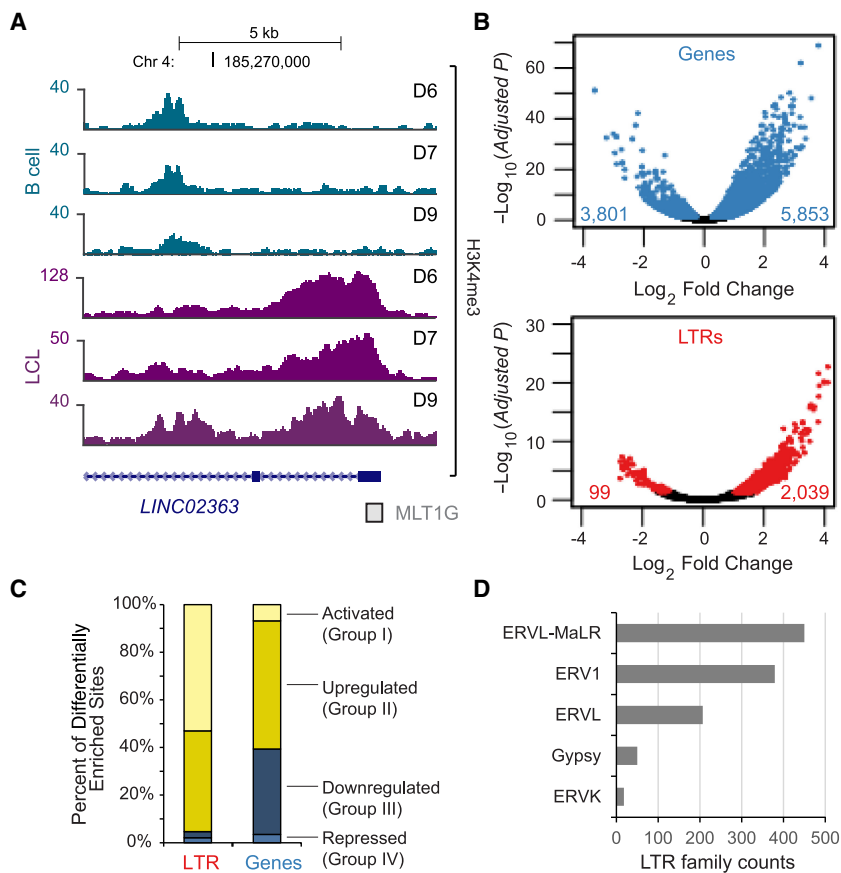 A
5 kb
Chr 4: 185,270,000
40
D6
40
D7
40
D9
B cell
128
D6
50
D7
40
D9
LCL
H3K4me3
LINC02363
MLT1G
B
Genes
−Log10(Adjusted P)
60
40
20
0
3,801
5,853
-4
-2
0
2
4
Log2 Fold Change
LTRs
−Log10(Adjusted P)
30
20
10
0
99
2,039
-4
-2
0
2
4
Log2 Fold Change
C
Percent of Differentially
Enriched Sites
100%
80%
60%
40%
20%
0%
LTR
Genes
Activated
(Group I)
Upregulated
(Group II)
Downregulated
(Group III)
Repressed
(Group IV)
D
ERVL-MaLR
ERV1
ERVL
Gypsy
ERVK
0 100 200 300 400 500
LTR family counts